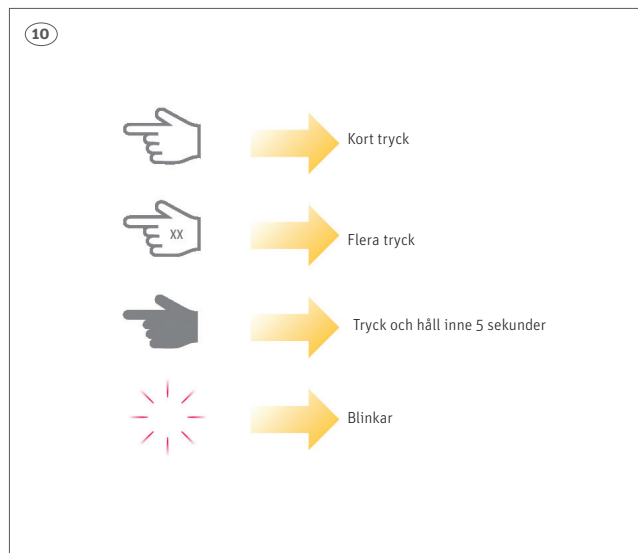 10
Kort tryck
XX
Flera tryck
Tryck och håll inne 5 sekunder
Blinkar